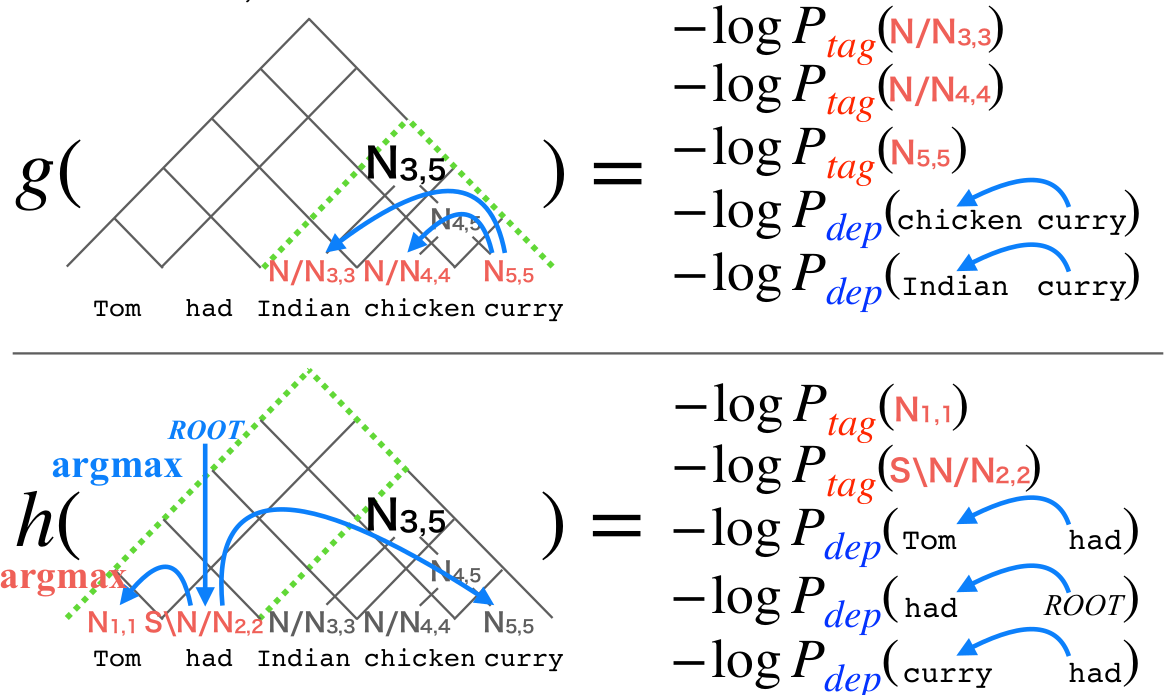 g( N3,5 ) =
N4,5
N/N3,3 N/N4,4 N5,5
Tom had Indian chicken curry
−log Ptag(N/N3,3)
−log Ptag(N/N4,4)
−log Ptag(N5,5)
−log Pdep(chicken curry)
−log Pdep(Indian curry)
ROOT
argmax
h( N3,5 ) =
argmax
N4,5
N1,1 S\N/N2,2 N/N3,3 N/N4,4 N5,5
Tom had Indian chicken curry
−log Ptag(N1,1)
−log Ptag(S\N/N2,2)
−log Pdep(Tom had)
−log Pdep(had ROOT)
−log Pdep(curry had)